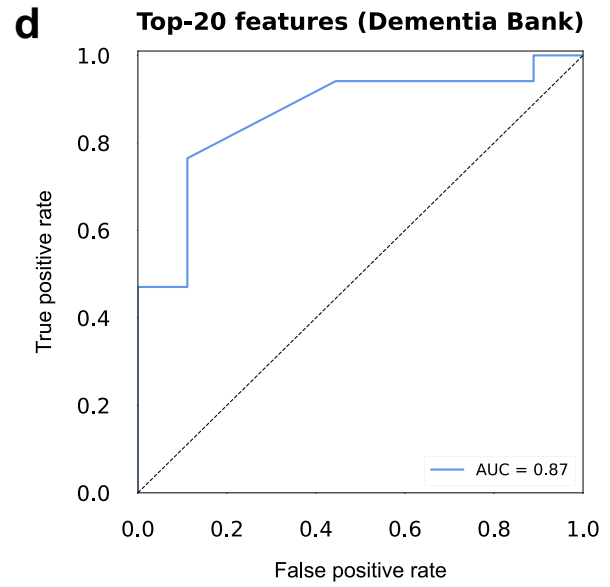 d
Top-20 features (Dementia Bank)
True positive rate
1.0
0.8
0.6
0.4
0.2
0.0
AUC = 0.87
0.0 0.2 0.4 0.6 0.8 1.0
False positive rate